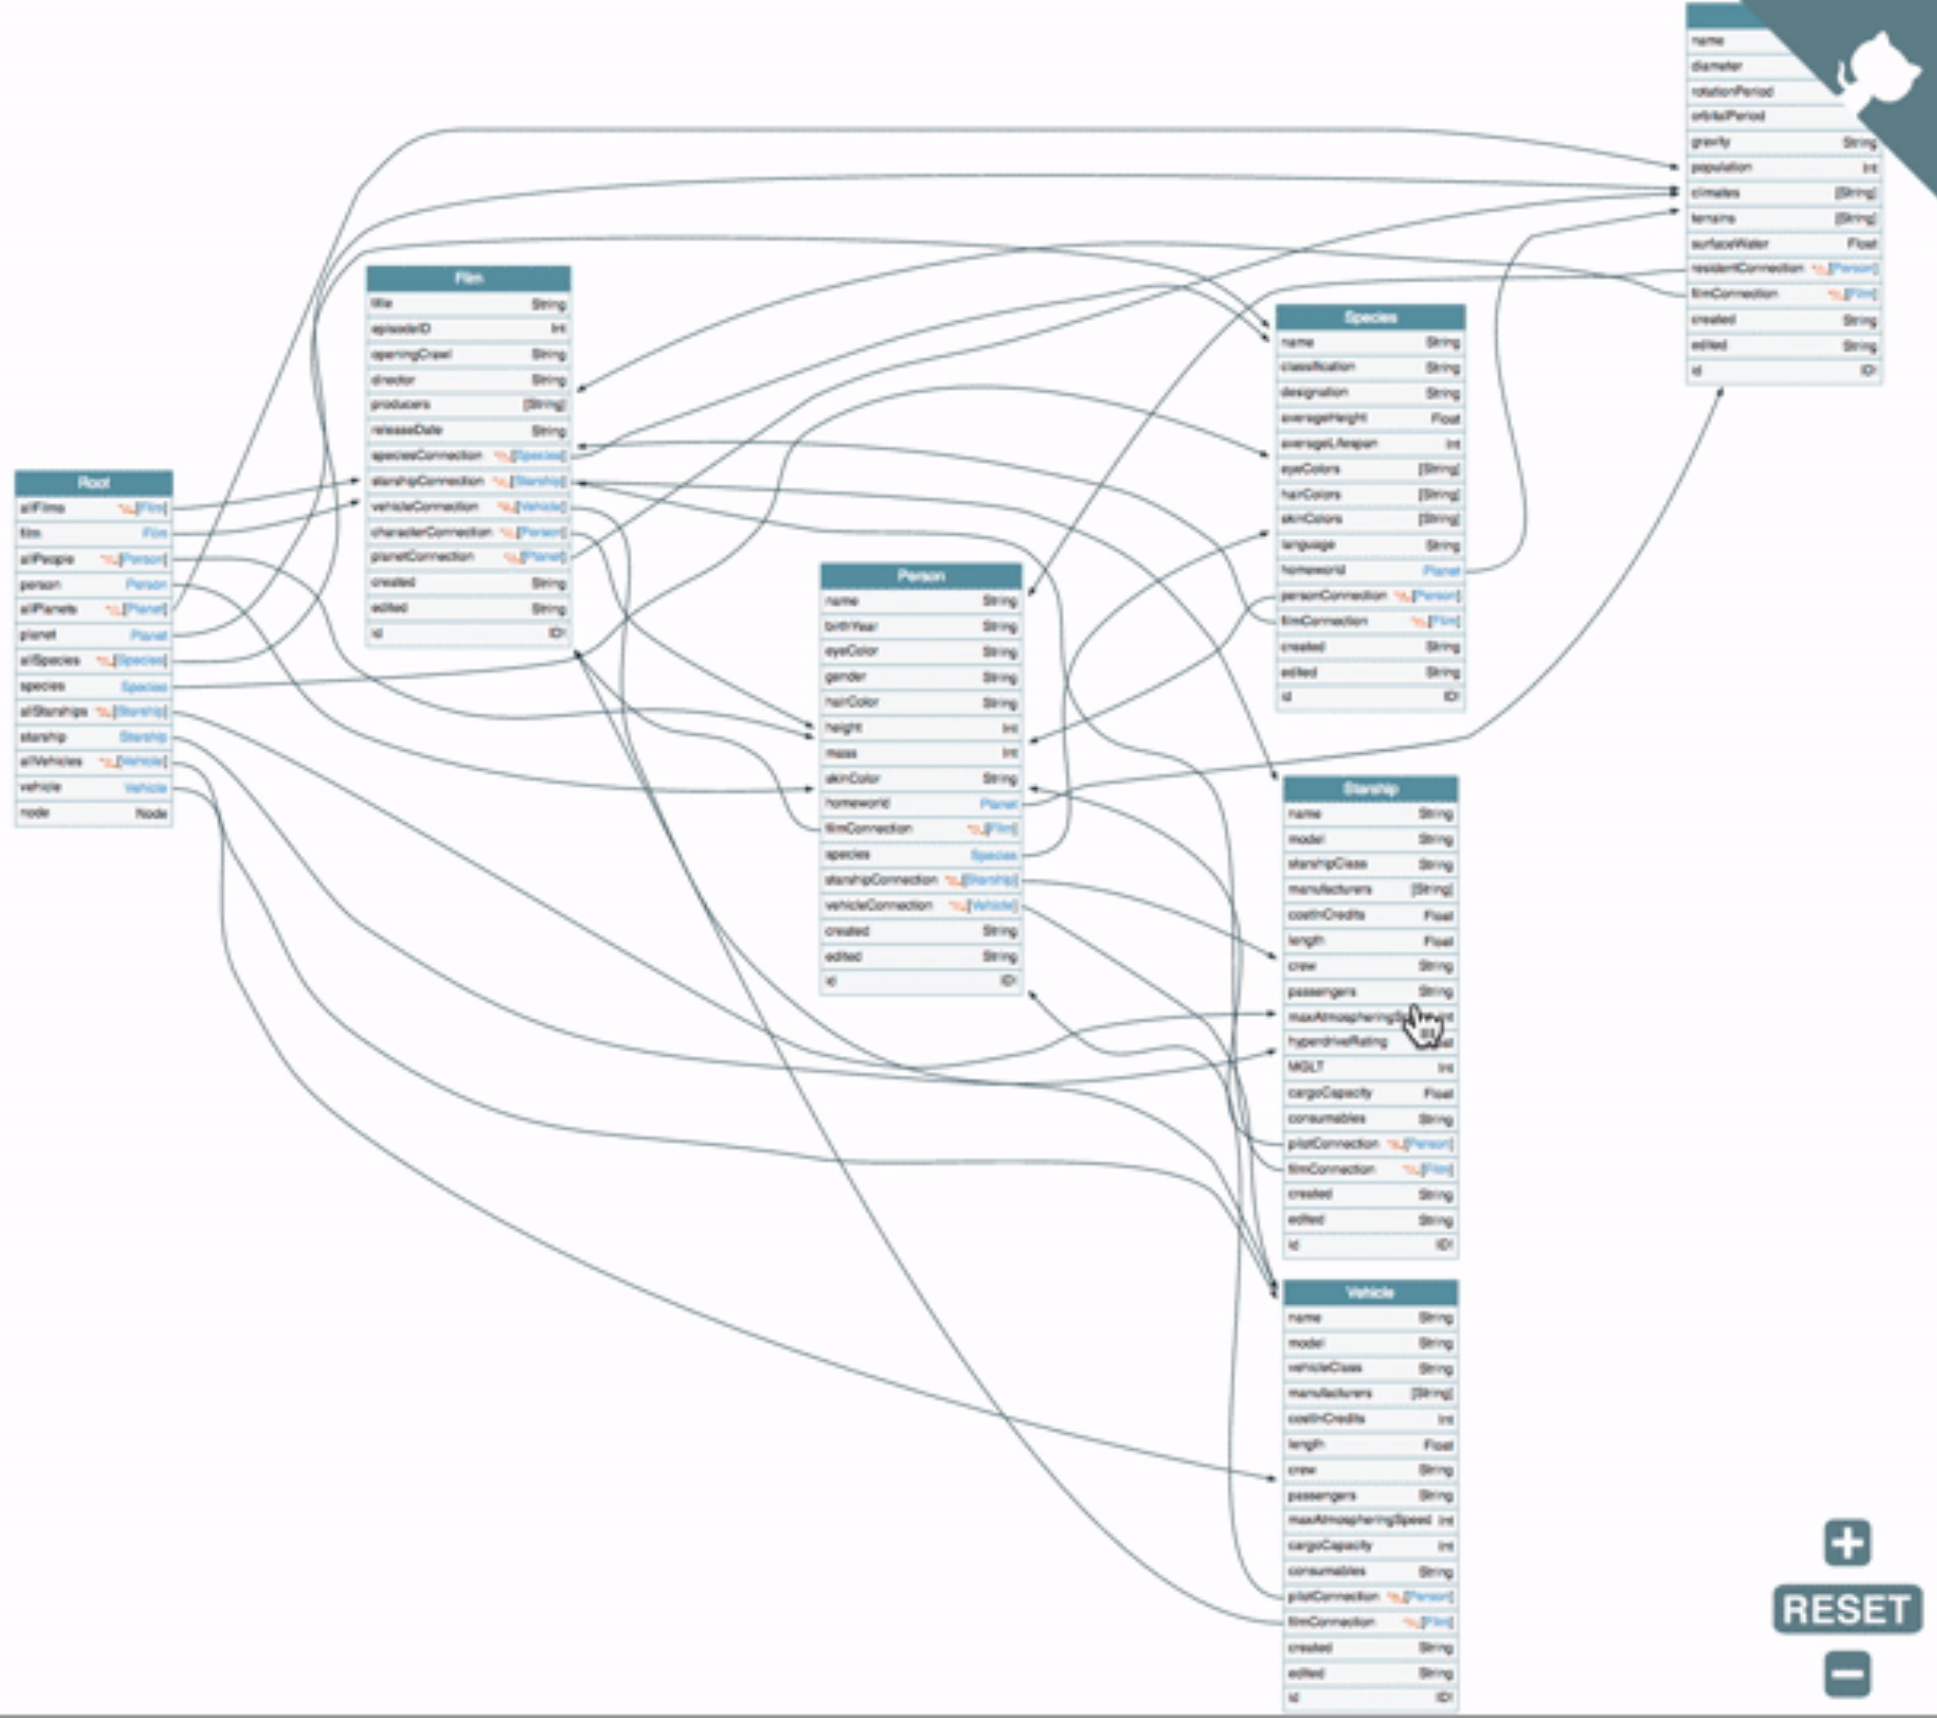 Root
allFilms [Film]
film Film
allPeople [Person]
person Person
allPlanets [Planet]
planet Planet
allSpecies [Species]
species Species
allStarships [Starship]
starship Starship
allVehicles [Vehicle]
vehicle Vehicle
node Node
Film
title String
episodeID Int
openingCrawl String
director String
producers [String]
releaseDate String
speciesConnection [Species]
starshipConnection [Starship]
vehicleConnection [Vehicle]
characterConnection [Person]
planetConnection [Planet]
created String
edited String
id ID!
Person
name String
birthYear String
eyeColor String
gender String
hairColor String
height Int
mass Int
skinColor String
homeworld Planet
filmConnection [Film]
species Species
starshipConnection [Starship]
vehicleConnection [Vehicle]
created String
edited String
id ID!
Species
name String
classification String
designation String
averageHeight Float
averageLifespan Int
eyeColors [String]
hairColors [String]
skinColors [String]
language String
homeworld Planet
personConnection [Person]
filmConnection [Film]
created String
edited String
id ID!
Starship
name String
model String
starshipClass String
manufacturers [String]
costInCredits Float
length Float
crew String
passengers String
hyperdriveRating
MGLT Int
cargoCapacity Float
consumables String
pilotConnection [Person]
filmConnection [Film]
created String
edited String
id ID!
Vehicle
name String
model String
vehicleClass String
manufacturers [String]
costInCredits Int
length Float
crew String
passengers String
maxAtmospheringSpeed Int
cargoCapacity Int
consumables String
pilotConnection [Person]
filmConnection [Film]
created String
edited String
id ID!
name
diameter
rotationPeriod
orbitalPeriod
gravity String
population Int
climates [String]
terrains [String]
surfaceWater Float
residentConnection [Person]
filmConnection [Film]
created String
edited String
id ID!
RESET